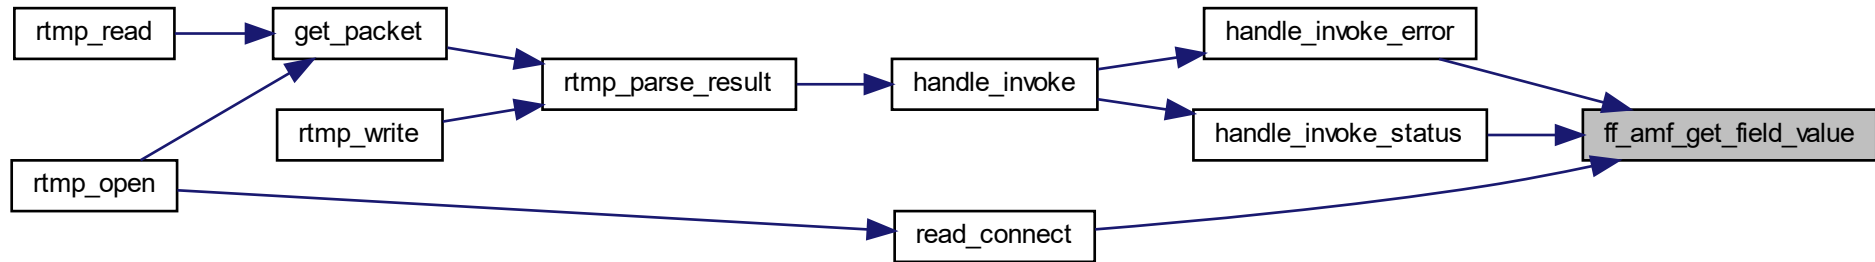 rtmp_read
get_packet
handle_invoke_error
rtmp_parse_result
handle_invoke
rtmp_write
handle_invoke_status
ff_amf_get_field_value
rtmp_open
read_connect